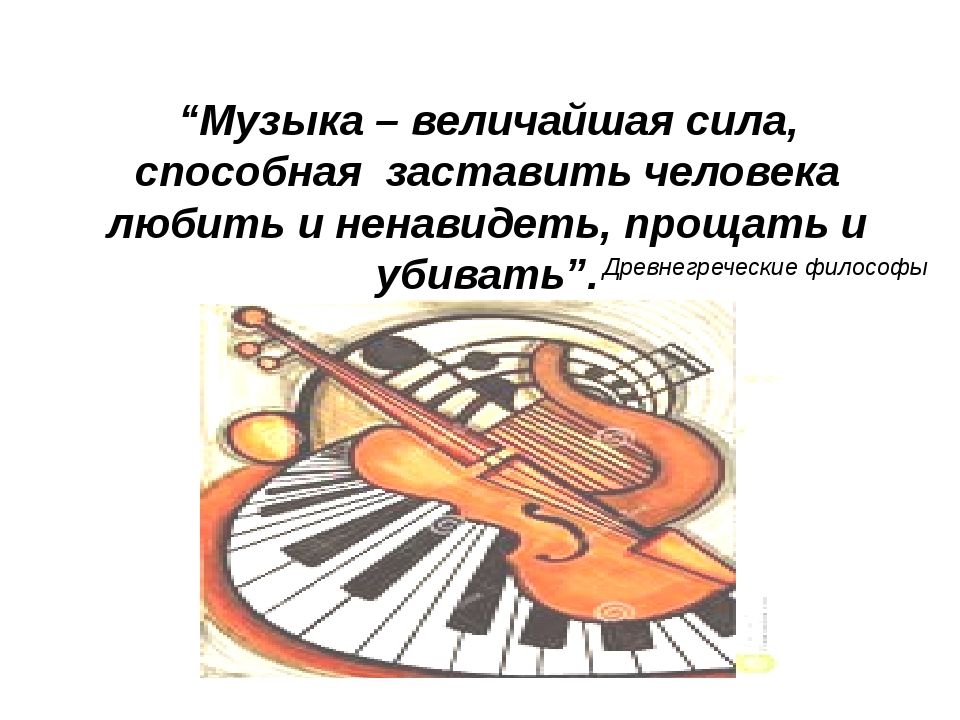 “Музыка – величайшая сила,
способная  заставить человека
любить и ненавидеть, прощать и
убивать”.
Древнегреческие философы